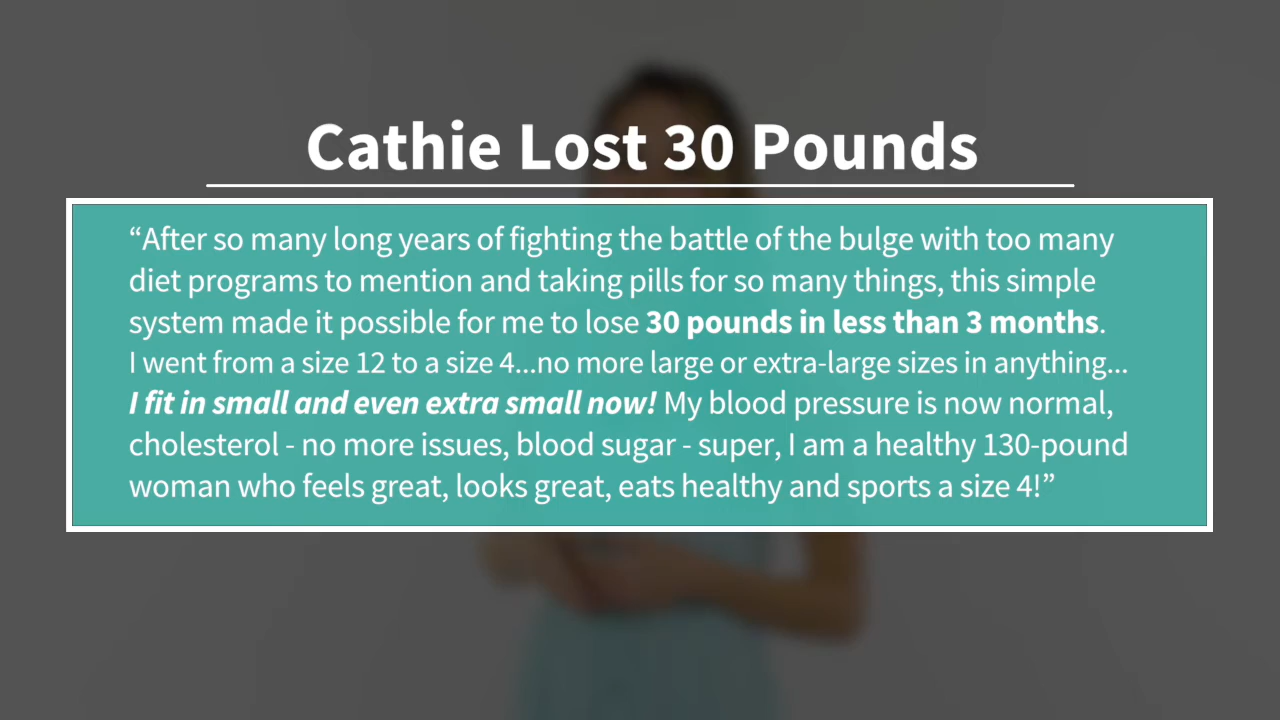 Cathie Lost 30 Pounds
“After so many long years of fighting the battle of the bulge with too many
diet programs to mention and taking pills for so many things, this simple
system made it possible for me to lose 30 pounds in less than 3 months.
I went from a size 12 to a size 4...no more large or extra-large sizes in anything...
I fit in small and even extra small now! My blood pressure is now normal,
cholesterol - no more issues, blood sugar - super, I am a healthy 130-pound
woman who feels great, looks great, eats healthy and sports a size 4!”